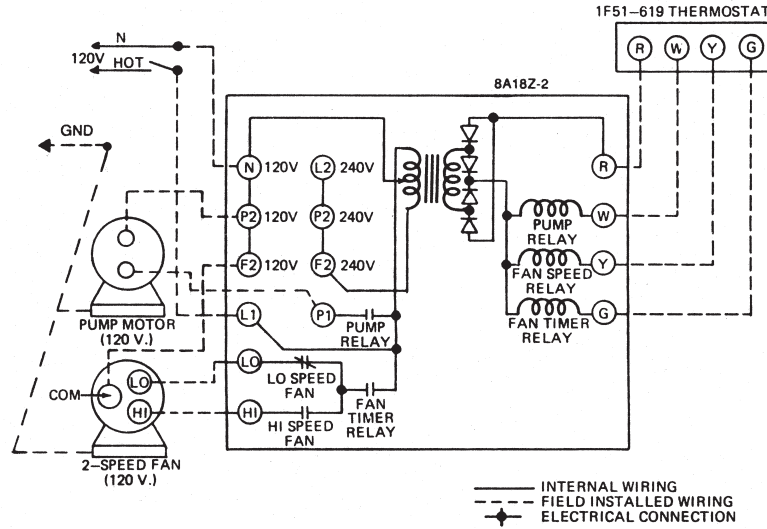 1F51–619 THERMOSTAT
R W Y G
N
120V
HOT
8A18Z-2
GND
N 120V L2 240V
R
P2 120V P2 240V
W
PUMP
RELAY
F2 120V F2 240V
Y
FAN SPEED
RELAY
L1 P1
PUMP
RELAY
G
FAN TIMER
RELAY
PUMP MOTOR
(120 V.)
LO
LO SPEED
FAN
COM
LO
HI
HI
HI SPEED
FAN
FAN
TIMER
RELAY
2–SPEED FAN
(120 V.)
INTERNAL WIRING
FIELD INSTALLED WIRING
ELECTRICAL CONNECTION